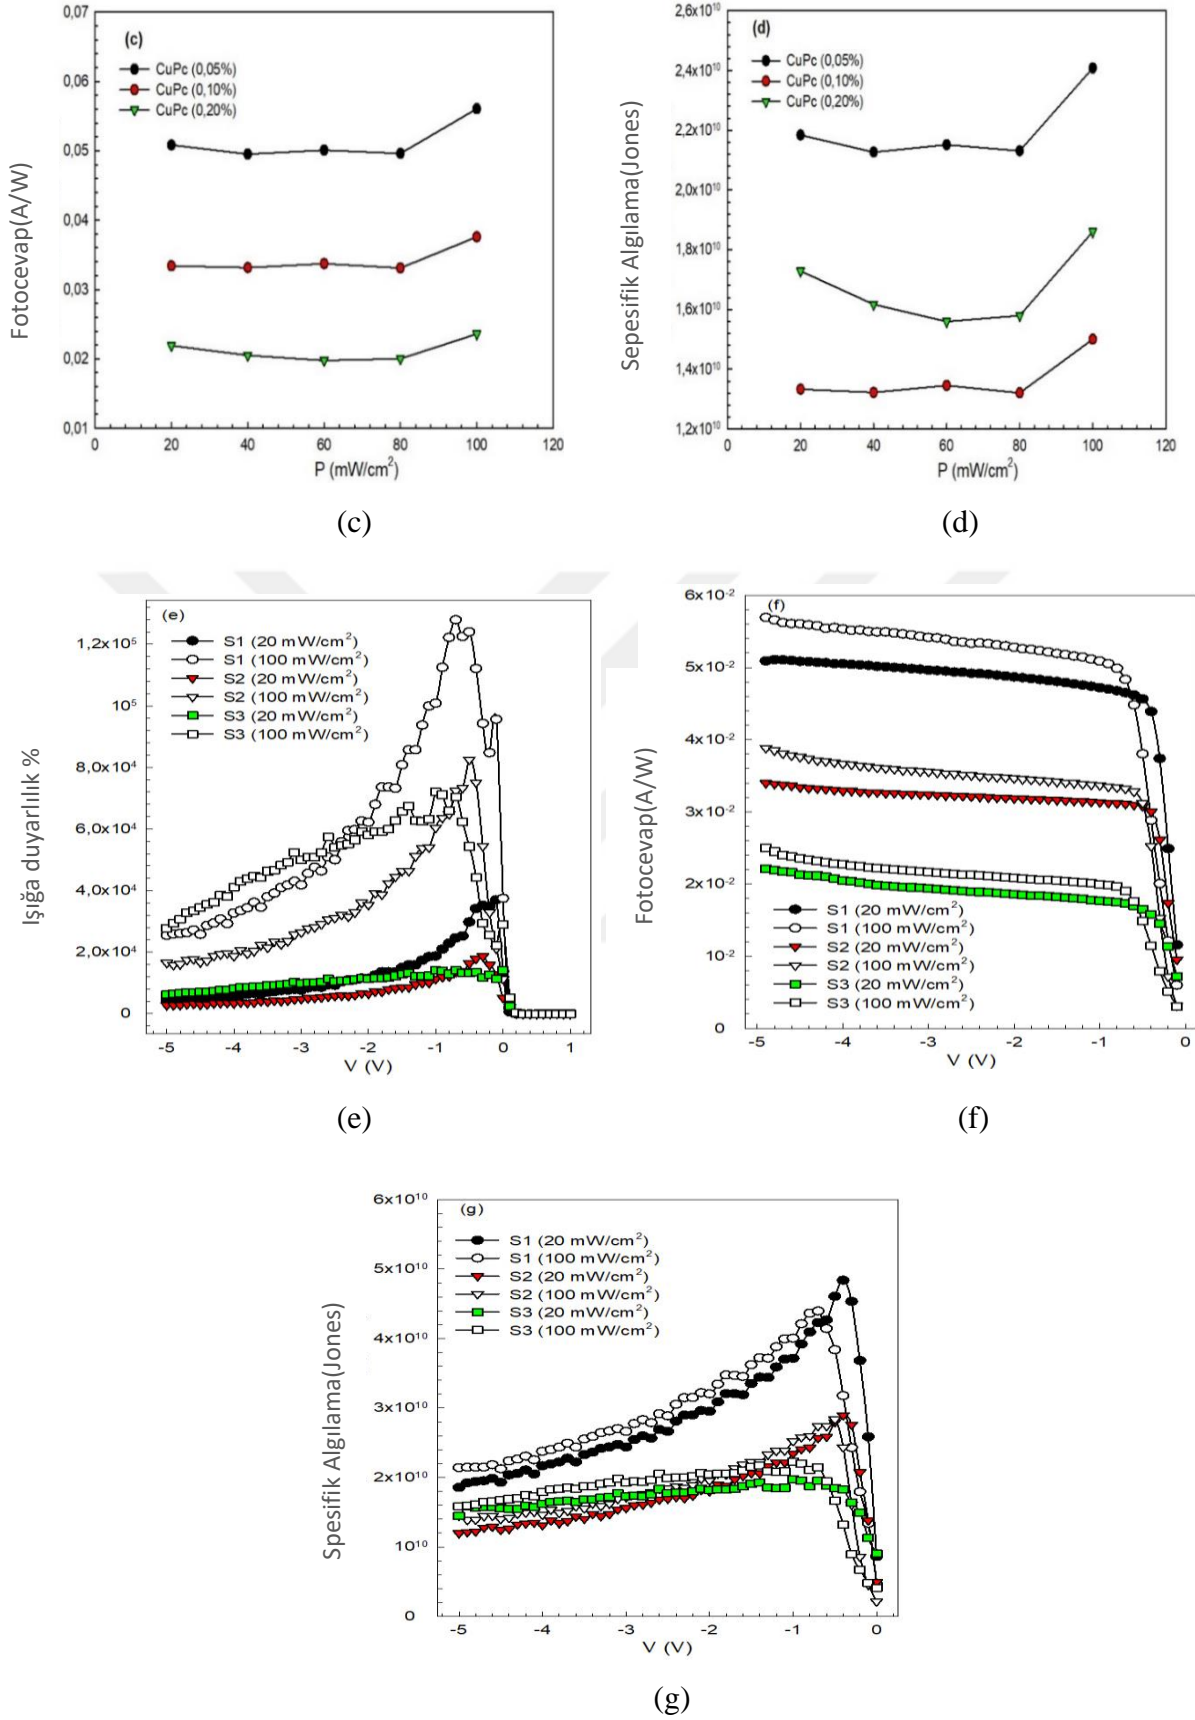 0,07
0,06
0,05
0,04
0,03
0,02
0,01
(c)
CuPc (0,05%)
CuPc (0,10%)
CuPc (0,20%)
Fotocevap(A/W)
0 20 40 60 80 100 120
P (mW/cm²)
(c)
2,6x10¹⁰
2,4x10¹⁰
2,2x10¹⁰
2,0x10¹⁰
1,8x10¹⁰
1,6x10¹⁰
1,4x10¹⁰
1,2x10¹⁰
(d)
CuPc (0,05%)
CuPc (0,10%)
CuPc (0,20%)
Sepesifik Algılama(Jones)
0 20 40 60 80 100 120
P (mW/cm²)
(d)
(e)
S1 (20 mW/cm²)
S1 (100 mW/cm²)
S2 (20 mW/cm²)
S2 (100 mW/cm²)
S3 (20 mW/cm²)
S3 (100 mW/cm²)
1,2x10⁵
10⁵
8,0x10⁴
6,0x10⁴
4,0x10⁴
2,0x10⁴
0
Işığa duyarlılık %
-5 -4 -3 -2 -1 0 1
V (V)
(e)
6x10⁻²
5x10⁻²
4x10⁻²
3x10⁻²
2x10⁻²
10⁻²
0
(f)
Fotocevap(A/W)
S1 (20 mW/cm²)
S1 (100 mW/cm²)
S2 (20 mW/cm²)
S2 (100 mW/cm²)
S3 (20 mW/cm²)
S3 (100 mW/cm²)
-5 -4 -3 -2 -1 0
V (V)
(f)
6x10¹⁰
5x10¹⁰
4x10¹⁰
3x10¹⁰
2x10¹⁰
10¹⁰
0
(g)
S1 (20 mW/cm²)
S1 (100 mW/cm²)
S2 (20 mW/cm²)
S2 (100 mW/cm²)
S3 (20 mW/cm²)
S3 (100 mW/cm²)
Spesifik Algılama(Jones)
-5 -4 -3 -2 -1 0
V (V)
(g)